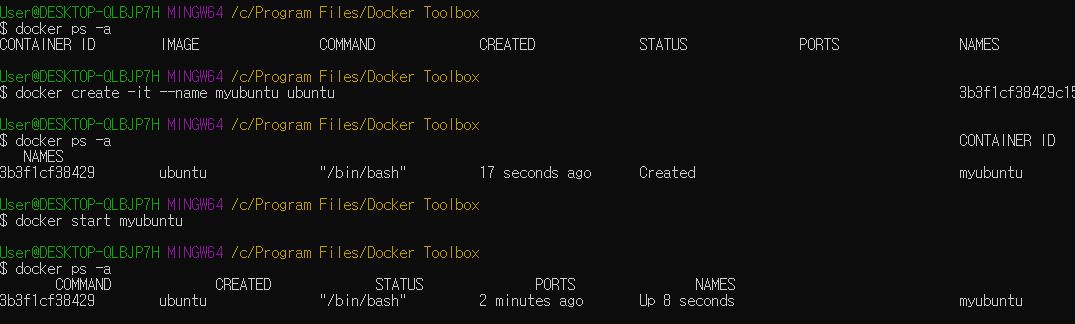 User@DESKTOP-QLBJP7H MINGW64 /c/Program Files/Docker Toolbox
$ docker ps -a
CONTAINER ID        IMAGE               COMMAND             CREATED             STATUS              PORTS               NAMES
User@DESKTOP-QLBJP7H MINGW64 /c/Program Files/Docker Toolbox
$ docker create -it --name myubuntu ubuntu                                                                              3b3f1cf38429c15
User@DESKTOP-QLBJP7H MINGW64 /c/Program Files/Docker Toolbox
$ docker ps -a                                                                                                          CONTAINER ID
   NAMES
3b3f1cf38429        ubuntu              "/bin/bash"         17 seconds ago      Created                                 myubuntu
User@DESKTOP-QLBJP7H MINGW64 /c/Program Files/Docker Toolbox
$ docker start myubuntu
User@DESKTOP-QLBJP7H MINGW64 /c/Program Files/Docker Toolbox
$ docker ps -a
       COMMAND             CREATED             STATUS              PORTS               NAMES
3b3f1cf38429        ubuntu              "/bin/bash"         2 minutes ago       Up 8 seconds                            myubuntu